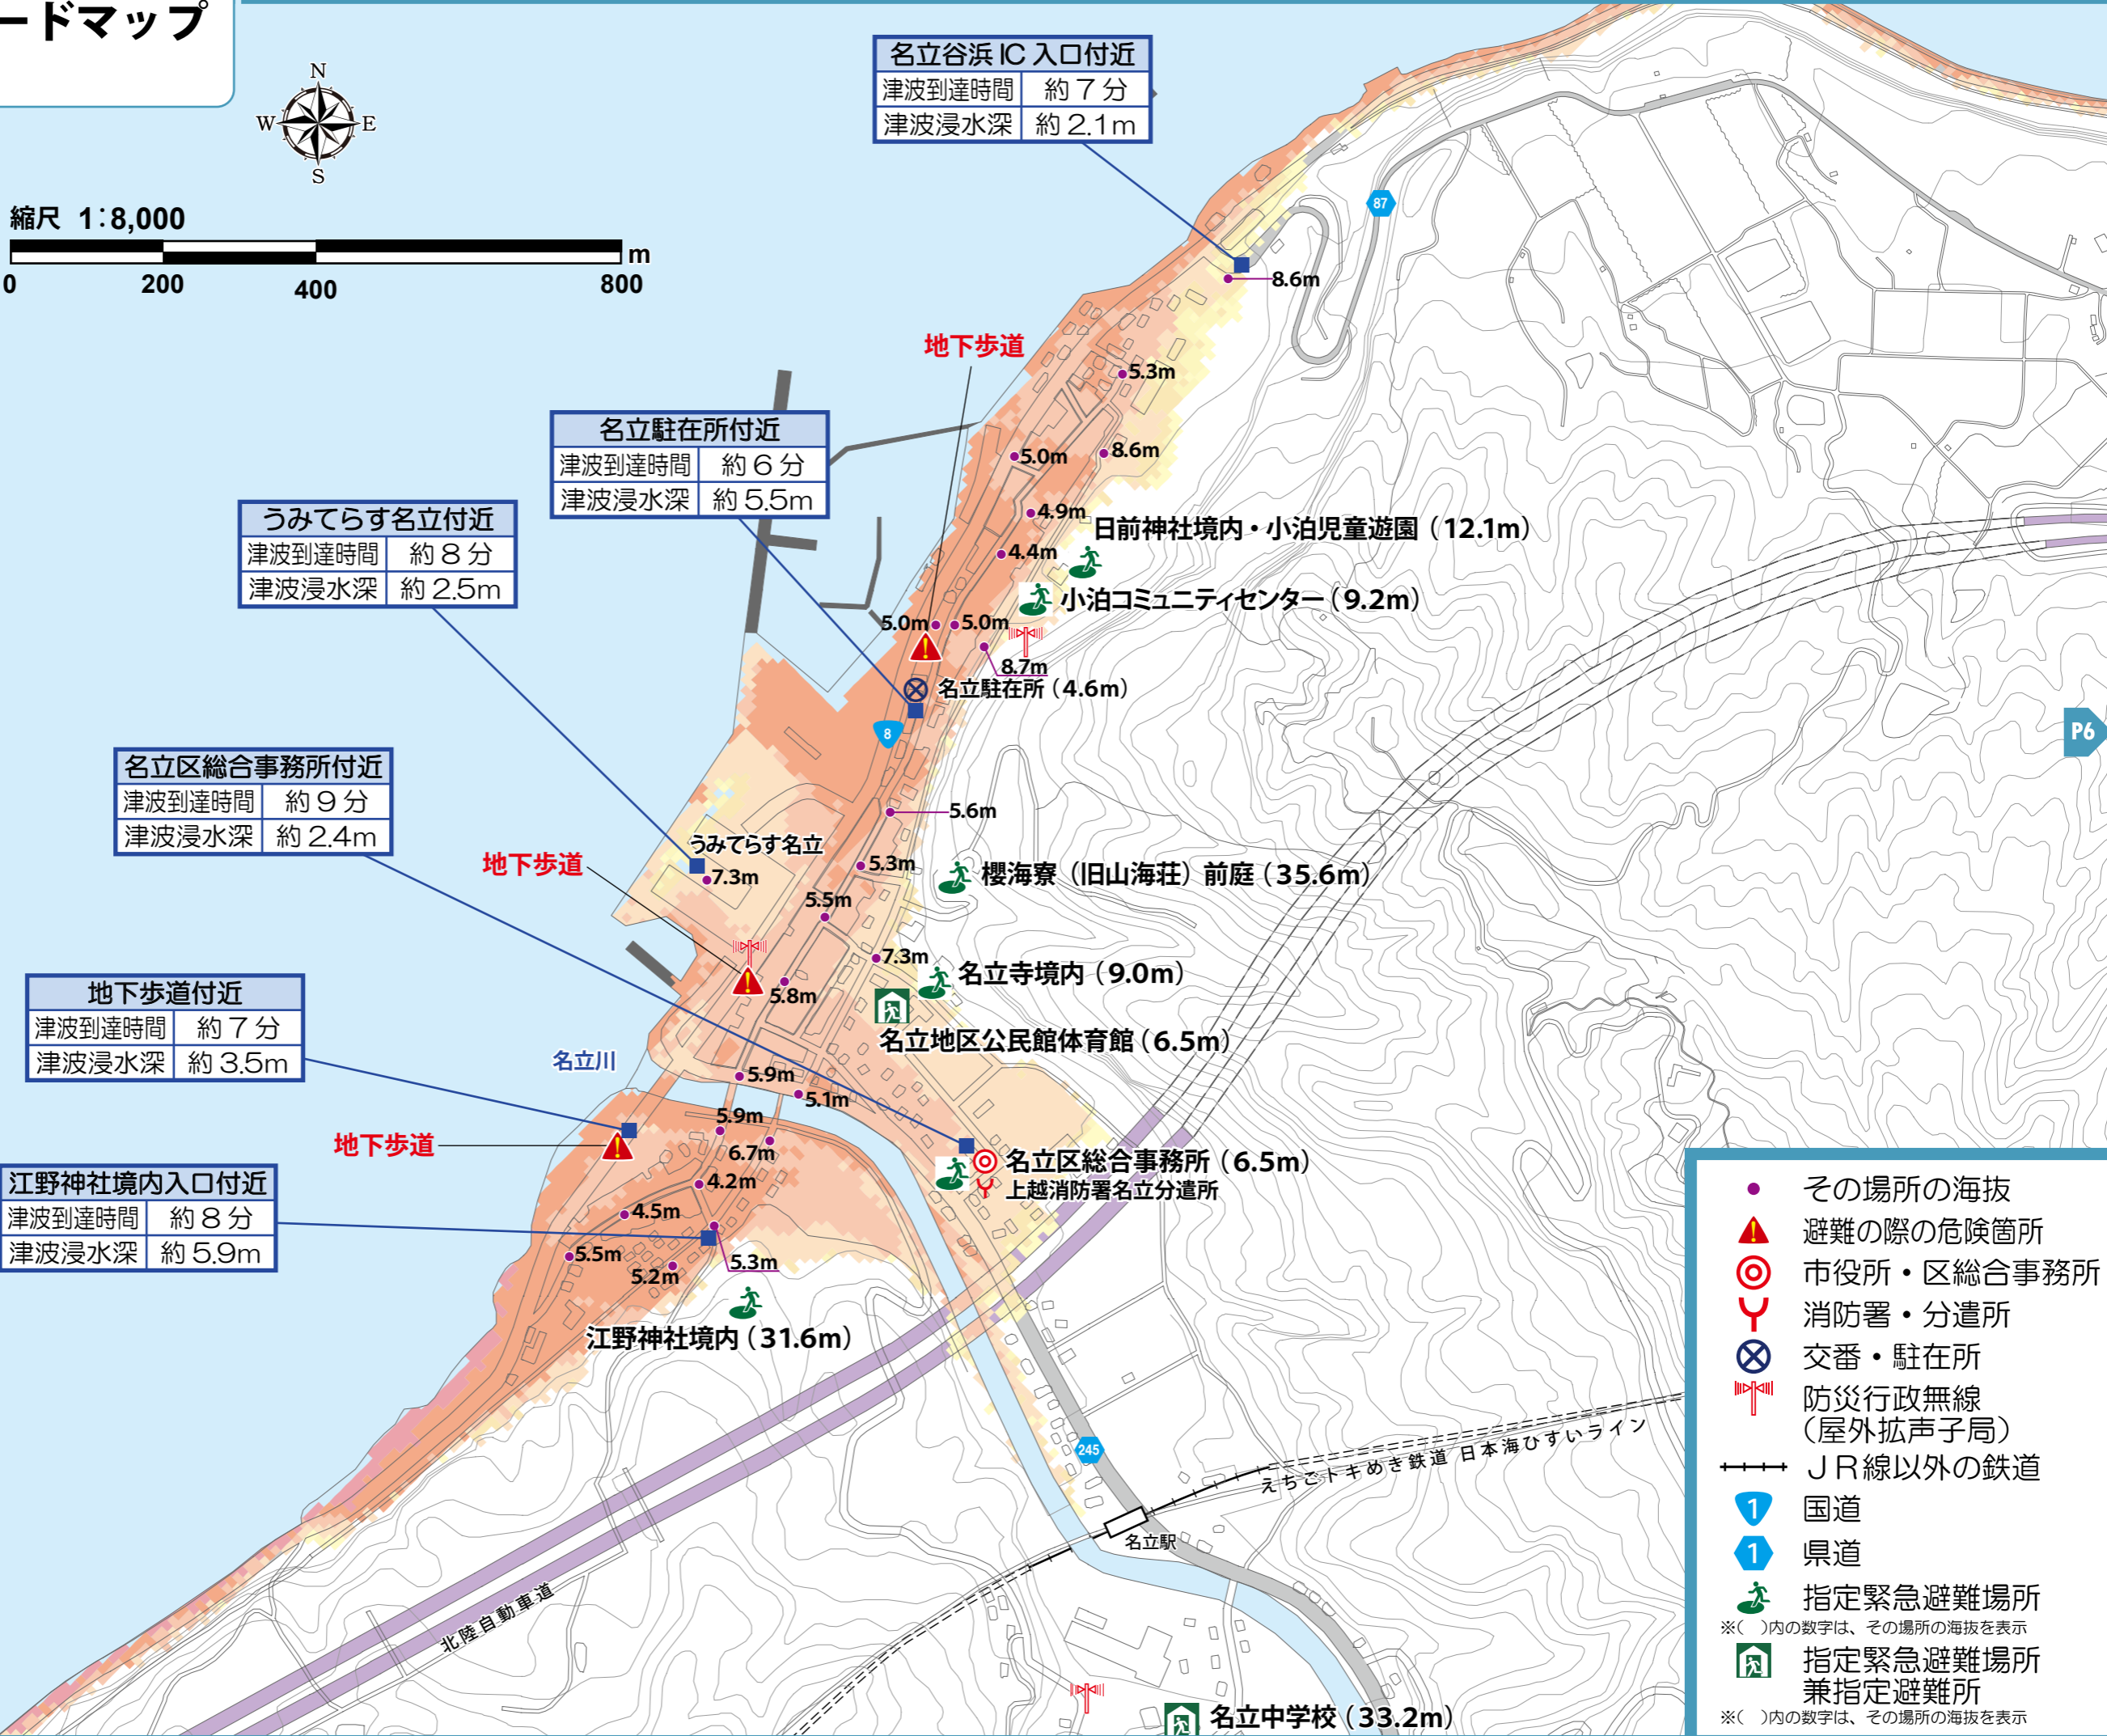 ードマップ
N
W
E
S
縮尺 1:8,000
m
0 200 400 800
名立谷浜 IC 入口付近
津波到達時間 約 7 分
津波浸水深 約 2.1m
87
8.6m
地下歩道
5.3m
名立駐在所付近
津波到達時間 約 6 分
津波浸水深 約 5.5m
5.0m
8.6m
うみてらす名立付近
津波到達時間 約 8 分
津波浸水深 約 2.5m
4.9m
日前神社境内・小泊児童遊園（12.1m）
4.4m
小泊コミュニティセンター（9.2m）
5.0m
5.0m
8.7m
名立駐在所（4.6m）
8
P6
名立区総合事務所付近
津波到達時間 約 9 分
津波浸水深 約 2.4m
5.6m
うみてらす名立
地下歩道
7.3m
5.3m
櫻海寮（旧山海荘）前庭（35.6m）
5.5m
7.3m
名立寺境内（9.0m）
5.8m
地下歩道付近
津波到達時間 約 7 分
津波浸水深 約 3.5m
名立地区公民館体育館（6.5m）
名立川
5.9m
5.1m
5.9m
地下歩道
6.7m
名立区総合事務所（6.5m）
上越消防署名立分遣所
江野神社境内入口付近
津波到達時間 約 8 分
津波浸水深 約 5.9m
4.2m
4.5m
5.5m
5.3m
5.2m
江野神社境内（31.6m）
245
えちごトキめき鉄道 日本海ひすいライン
名立駅
北陸自動車道
名立中学校（33.2m）
その場所の海抜
避難の際の危険箇所
市役所・区総合事務所
消防署・分遣所
交番・駐在所
防災行政無線
（屋外拡声子局）
ＪＲ線以外の鉄道
1 国道
1 県道
指定緊急避難場所
※（ ）内の数字は、その場所の海抜を表示
指定緊急避難場所
兼指定避難所
※（ ）内の数字は、その場所の海抜を表示